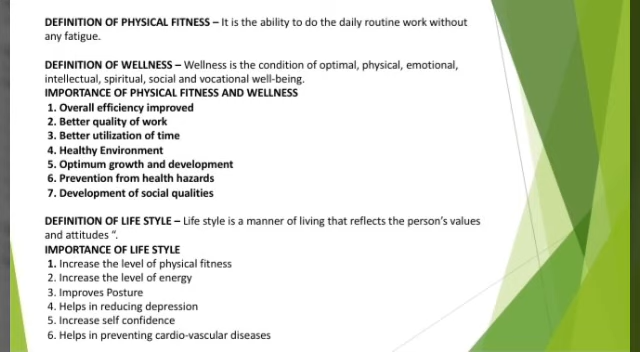 DEFINITION OF PHYSICAL FITNESS – It is the ability to do the daily routine work without
any fatigue.
DEFINITION OF WELLNESS – Wellness is the condition of optimal, physical, emotional,
intellectual, spiritual, social and vocational well-being.
IMPORTANCE OF PHYSICAL FITNESS AND WELLNESS
1. Overall efficiency improved
2. Better quality of work
3. Better utilization of time
4. Healthy Environment
5. Optimum growth and development
6. Prevention from health hazards
7. Development of social qualities
DEFINITION OF LIFE STYLE – Life style is a manner of living that reflects the person’s values
and attitudes “.
IMPORTANCE OF LIFE STYLE
1. Increase the level of physical fitness
2. Increase the level of energy
3. Improves Posture
4. Helps in reducing depression
5. Increase self confidence
6. Helps in preventing cardio-vascular diseases